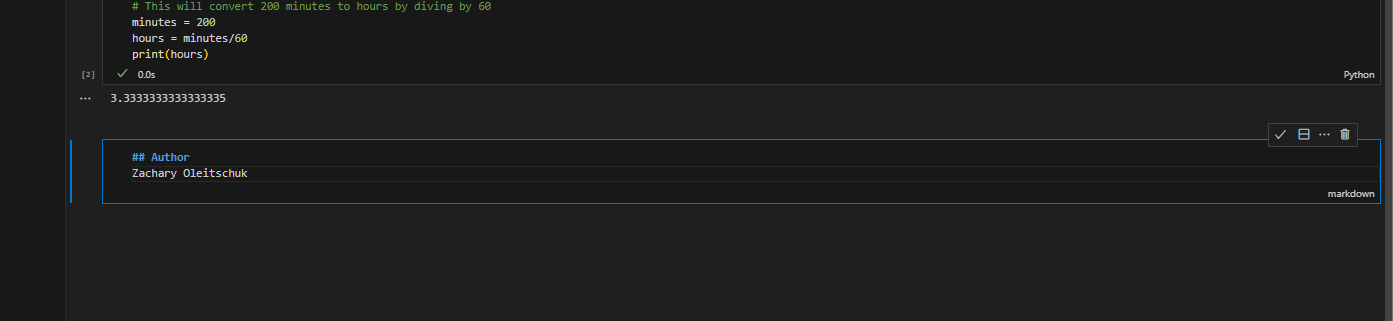 # This will convert 200 minutes to hours by diving by 60
minutes = 200
hours = minutes/60
print(hours)
[2] 0.0s Python
... 3.3333333333333335
...
## Author
Zachary Oleitschuk
markdown